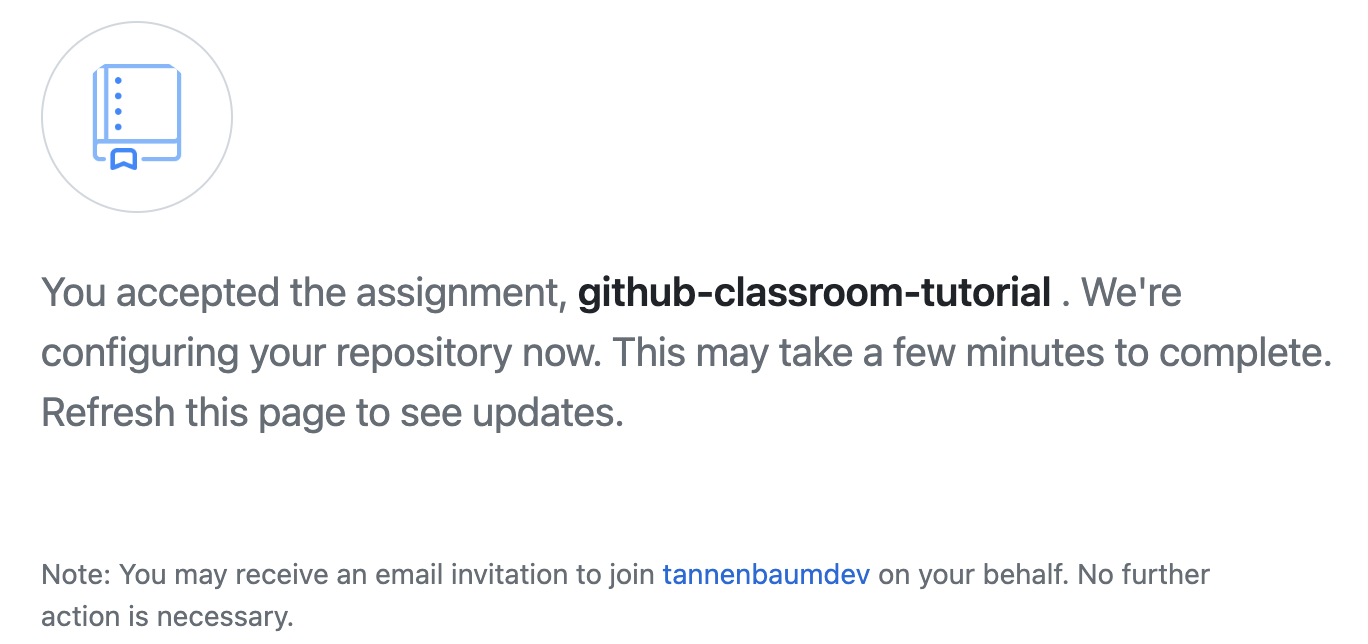 You accepted the assignment, github-classroom-tutorial . We're
configuring your repository now. This may take a few minutes to complete.
Refresh this page to see updates.
Note: You may receive an email invitation to join tannenbaumdev on your behalf. No further
action is necessary.